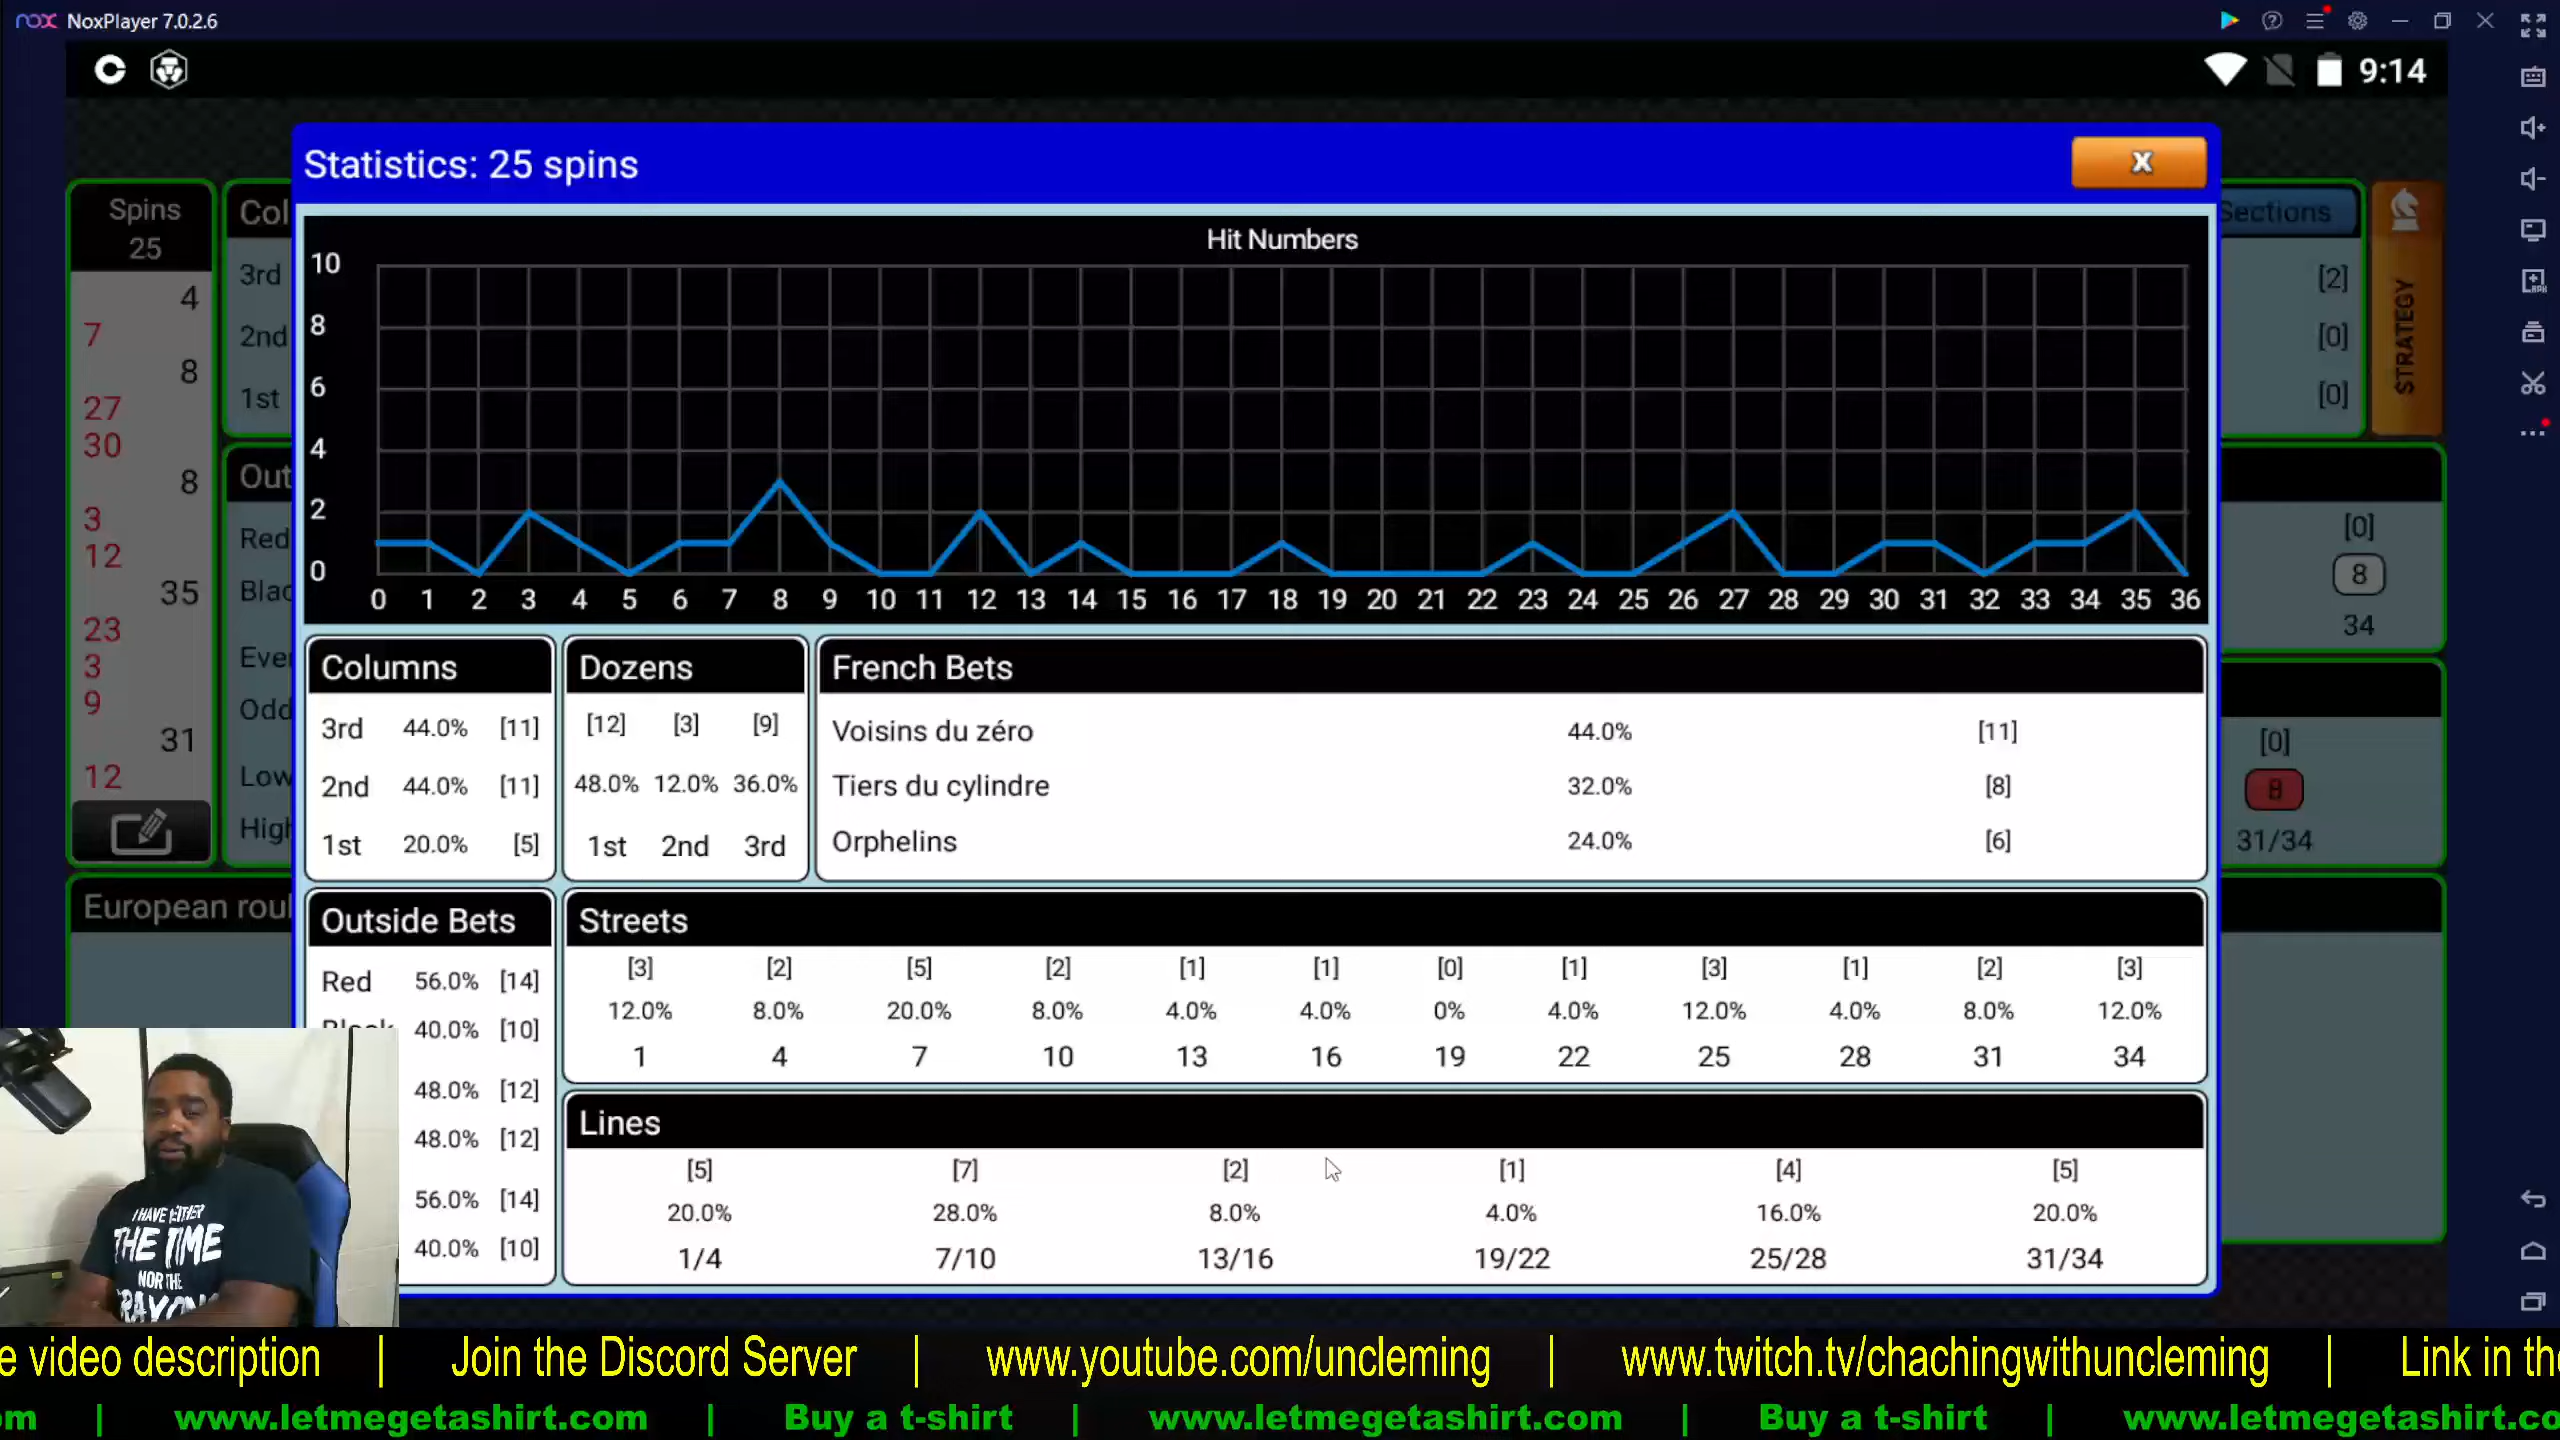 nox NoxPlayer 7.0.2.6
9:14
Statistics: 25 spins
X
Spins
25
4
7
8
27
30
8
3
12
35
23
3
9
31
12
Col
3rd
2nd
1st
Out
Red
Blac
Even
Odd
Low
High
European roul
Sections
[2]
[0]
[0]
STRATEGY
[0]
8
34
[0]
8
31/34
Hit Numbers
10
8
6
4
2
0
0 1 2 3 4 5 6 7 8 9 10 11 12 13 14 15 16 17 18 19 20 21 22 23 24 25 26 27 28 29 30 31 32 33 34 35 36
Columns
3rd 44.0% [11]
2nd 44.0% [11]
1st 20.0% [5]
Dozens
[12] [3] [9]
48.0% 12.0% 36.0%
1st 2nd 3rd
French Bets
Voisins du zéro 44.0% [11]
Tiers du cylindre 32.0% [8]
Orphelins 24.0% [6]
Outside Bets
Red 56.0% [14]
Black 40.0% [10]
48.0% [12]
48.0% [12]
56.0% [14]
40.0% [10]
Streets
[3] [2] [5] [2] [1] [1] [0] [1] [3] [1] [2] [3]
12.0% 8.0% 20.0% 8.0% 4.0% 4.0% 0% 4.0% 12.0% 4.0% 8.0% 12.0%
1 4 7 10 13 16 19 22 25 28 31 34
Lines
[5] [7] [2] [1] [4] [5]
20.0% 28.0% 8.0% 4.0% 16.0% 20.0%
1/4 7/10 13/16 19/22 25/28 31/34
I HAVE NEITHER
THE TIME
NOR THE
CRAYONS
e video description | Join the Discord Server | www.youtube.com/uncleming | www.twitch.tv/chachingwithuncleming | Link in th
om | www.letmegetashirt.com | Buy a t-shirt | www.letmegetashirt.com | Buy a t-shirt | www.letmegetashirt.co